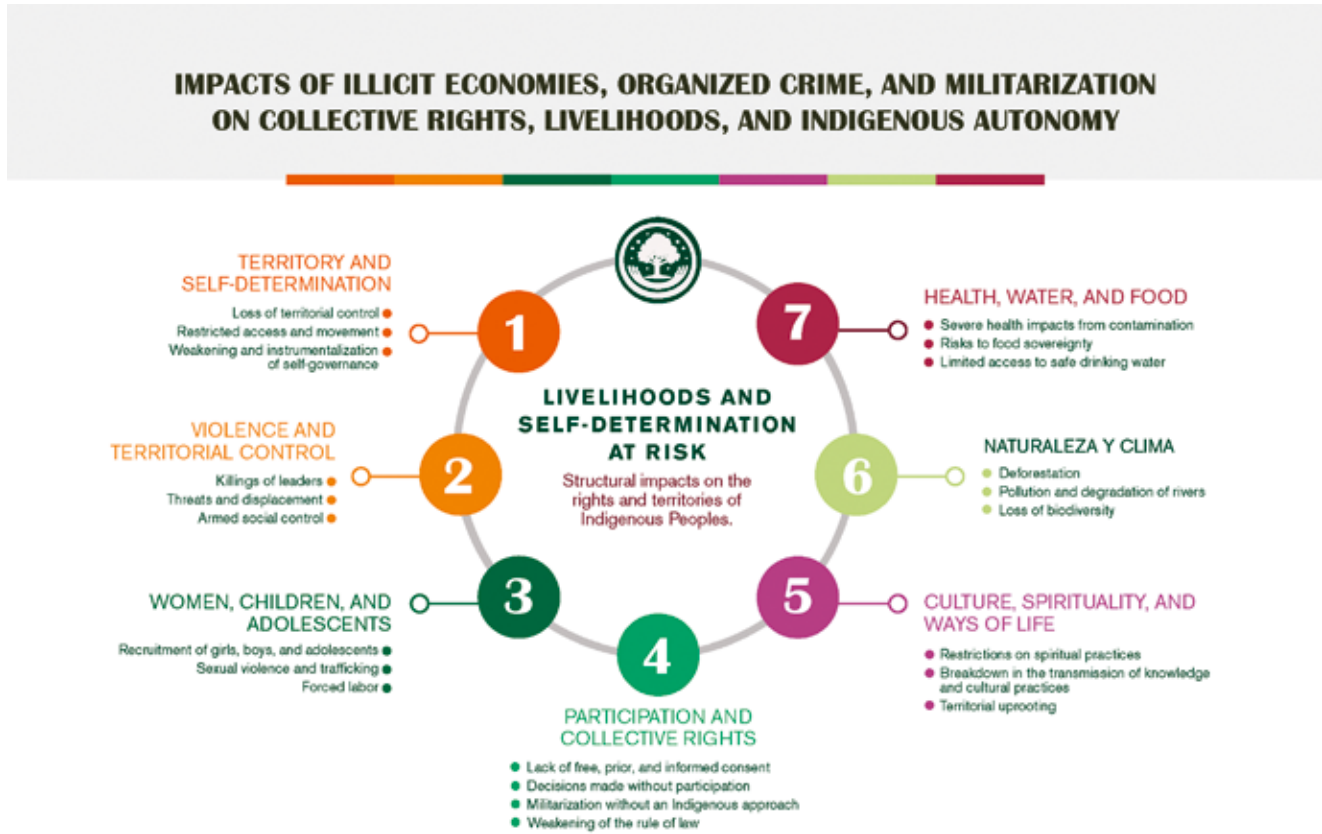 IMPACTS OF ILLICIT ECONOMIES, ORGANIZED CRIME, AND MILITARIZATION
ON COLLECTIVE RIGHTS, LIVELIHOODS, AND INDIGENOUS AUTONOMY
LIVELIHOODS AND
SELF-DETERMINATION
AT RISK
Structural impacts on the
rights and territories of
Indigenous Peoples.
1
TERRITORY AND
SELF-DETERMINATION
Loss of territorial control
Restricted access and movement
Weakening and instrumentalization
of self-governance
2
VIOLENCE AND
TERRITORIAL CONTROL
Killings of leaders
Threats and displacement
Armed social control
3
WOMEN, CHILDREN, AND
ADOLESCENTS
Recruitment of girls, boys, and adolescents
Sexual violence and trafficking
Forced labor
4
PARTICIPATION AND
COLLECTIVE RIGHTS
Lack of free, prior, and informed consent
Decisions made without participation
Militarization without an Indigenous approach
Weakening of the rule of law
5
CULTURE, SPIRITUALITY, AND
WAYS OF LIFE
Restrictions on spiritual practices
Breakdown in the transmission of knowledge
and cultural practices
Territorial uprooting
6
NATURALEZA Y CLIMA
Deforestation
Pollution and degradation of rivers
Loss of biodiversity
7
HEALTH, WATER, AND FOOD
Severe health impacts from contamination
Risks to food sovereignty
Limited access to safe drinking water